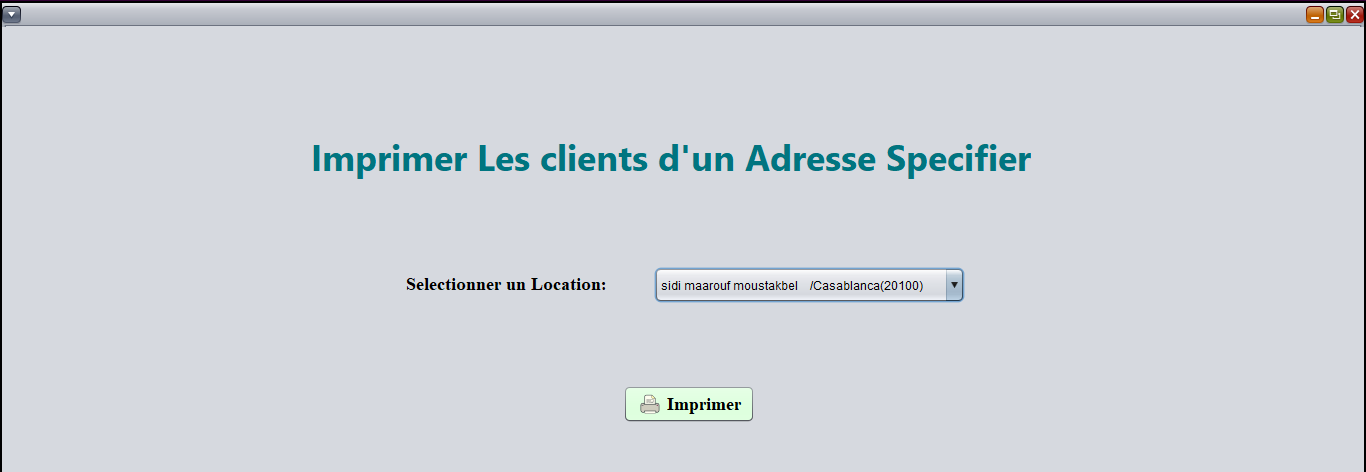 Imprimer Les clients d'un Adresse Specifier
Selectionner un Location:
sidi maarouf moustakbel /Casablanca(20100)
Imprimer